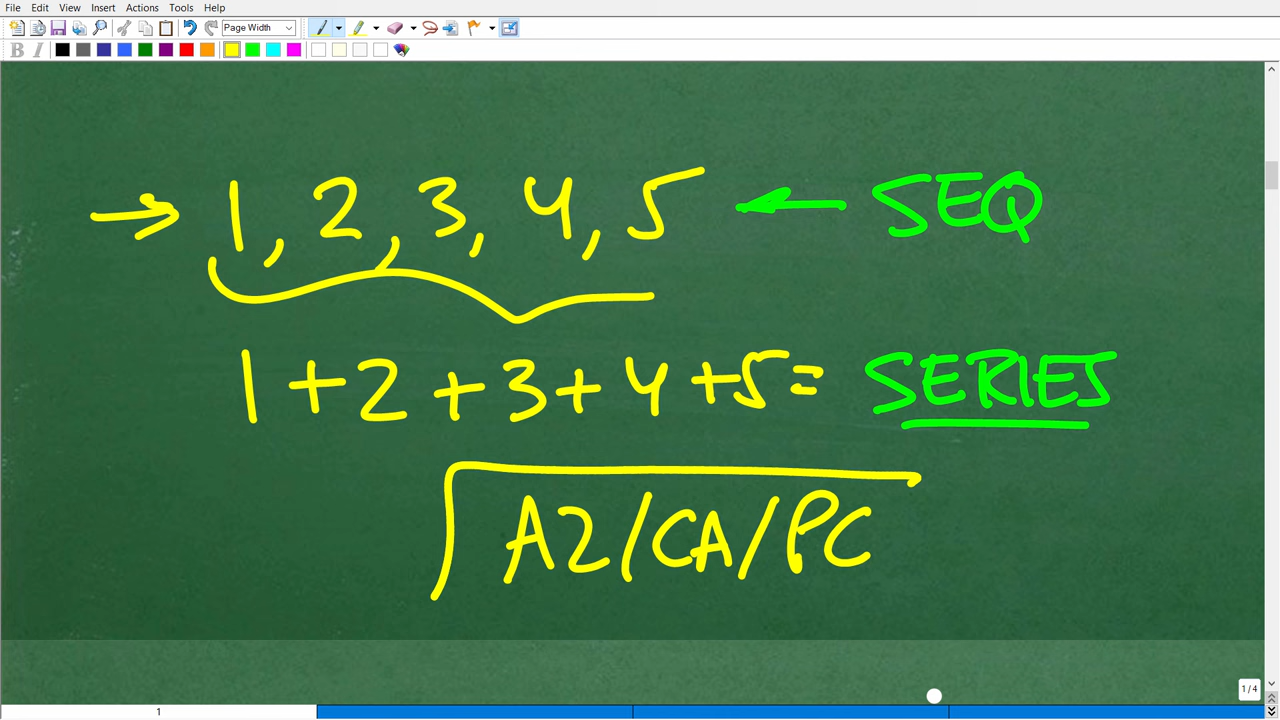 File Edit View Insert Actions Tools Help
Page Width
B I
→ 1, 2, 3, 4, 5 ← SEQ
1 + 2 + 3 + 4 + 5 = SERIES
A2/CA/PC
1 / 4
1